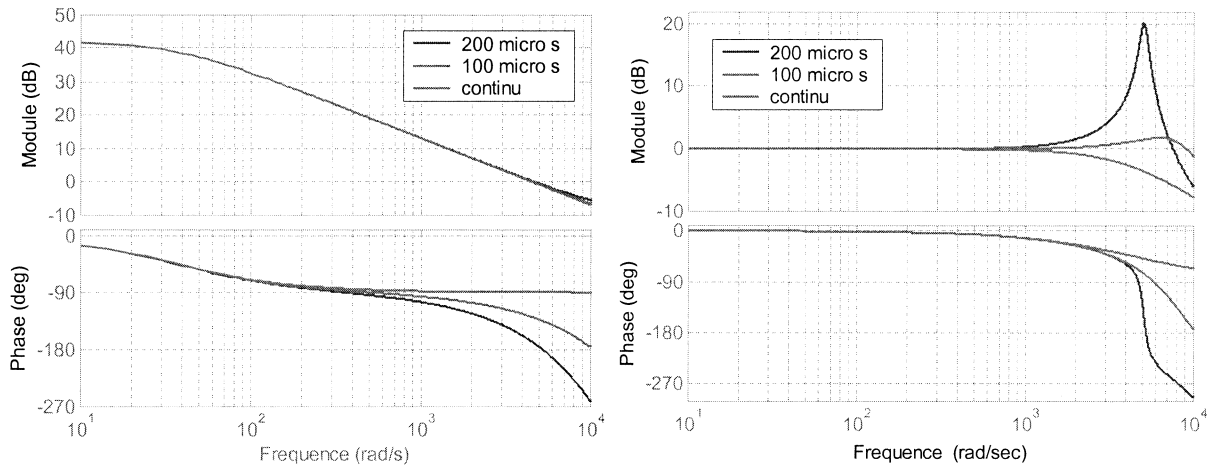 50
40
30
20
10
0
-10
Module (dB)
200 micro s
100 micro s
continu
0
-90
-180
-270
Phase (deg)
10^1
10^2
10^3
10^4
Frequence (rad/s)
20
10
0
-10
Module (dB)
200 micro s
100 micro s
continu
0
-90
-180
-270
Phase (deg)
10^1
10^2
10^3
10^4
Frequence (rad/sec)